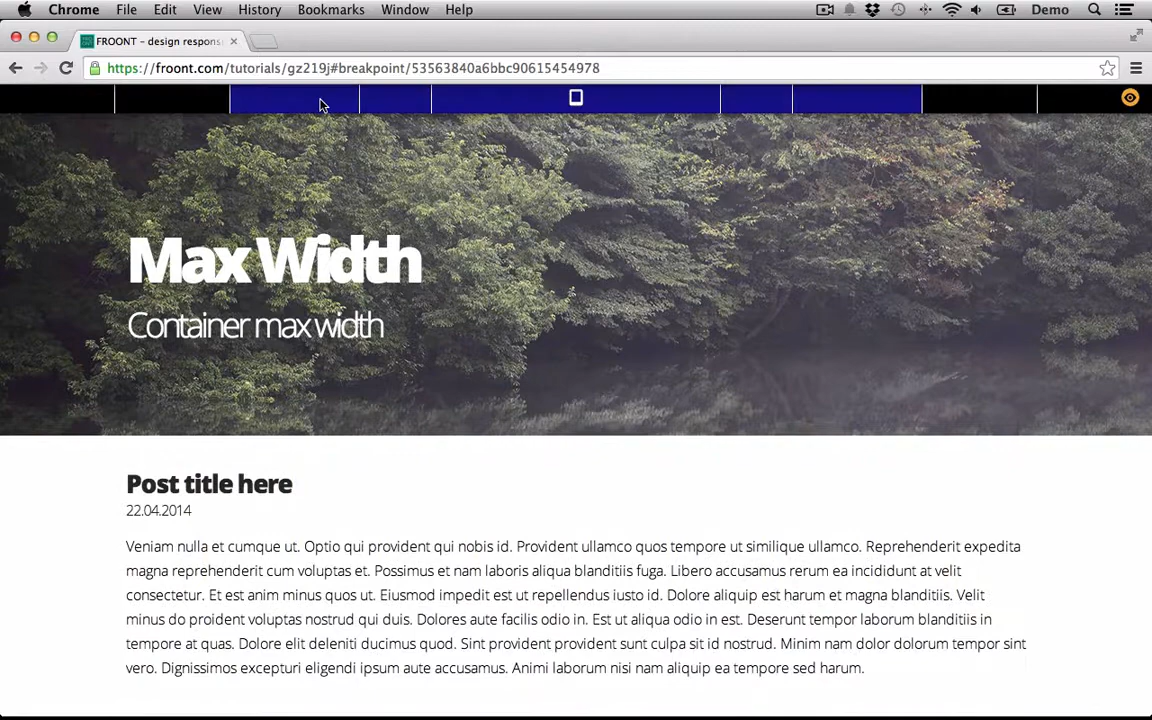 Chrome File Edit View History Bookmarks Window Help Demo
FROONT – design respons
https://froont.com/tutorials/gz219j#breakpoint/53563840a6bbc90615454978
Max Width
Container max width
Post title here
22.04.2014
Veniam nulla et cumque ut. Optio qui provident qui nobis id. Provident ullamco quos tempore ut similique ullamco. Reprehenderit expedita
magna reprehenderit cum voluptas et. Possimus et nam laboris aliqua blanditiis fuga. Libero accusamus rerum ea incididunt at velit
consectetur. Et est anim minus quos ut. Eiusmod impedit est ut repellendus iusto id. Dolore aliquip est harum et magna blanditiis. Velit
minus do proident voluptas nostrud qui duis. Dolores aute facilis odio in. Est ut aliqua odio in est. Deserunt tempor laborum blanditiis in
tempore at quas. Dolore elit deleniti ducimus quod. Sint provident provident sunt culpa sit id nostrud. Minim nam dolor dolorum tempor sint
vero. Dignissimos excepturi eligendi ipsum aute accusamus. Animi laborum nisi nam aliquip ea tempore sed harum.